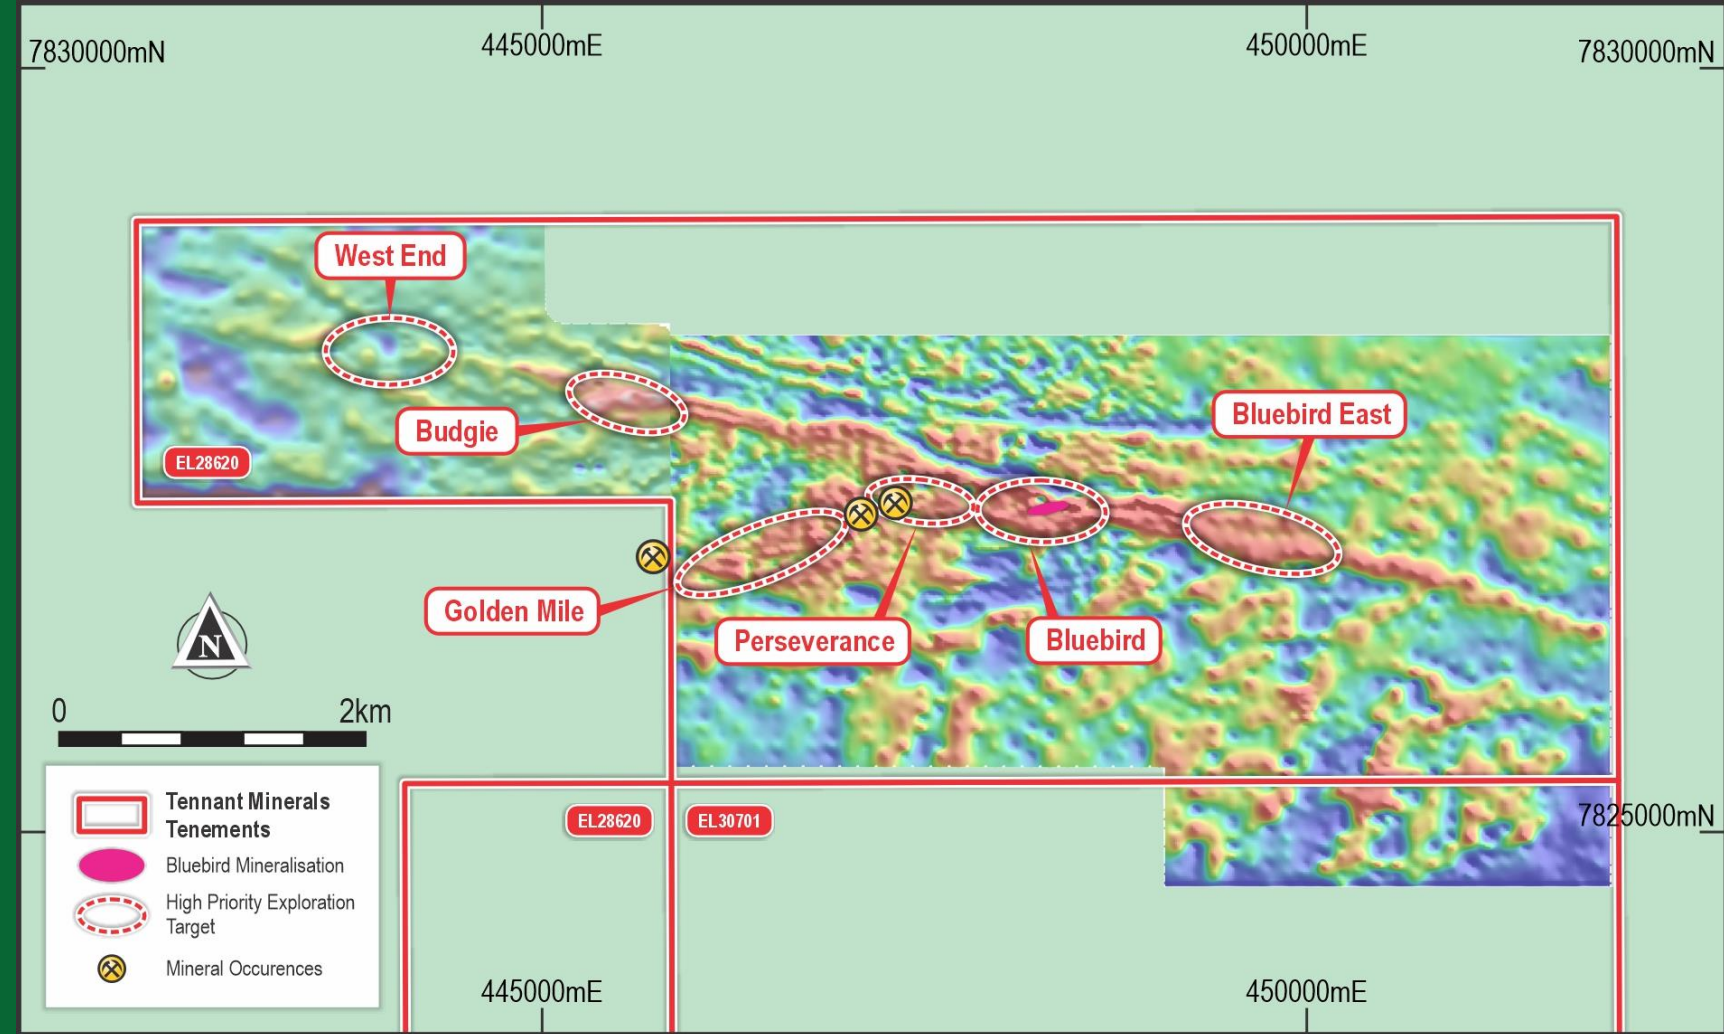 445000mE
450000mE
7830000mN
7830000mN
West End
Budgie
Bluebird East
EL28620
Golden Mile
Perseverance
Bluebird
N
0
2km
Tennant Minerals
Tenements
Bluebird Mineralisation
High Priority Exploration
Target
Mineral Occurences
EL28620
EL30701
7825000mN
445000mE
450000mE